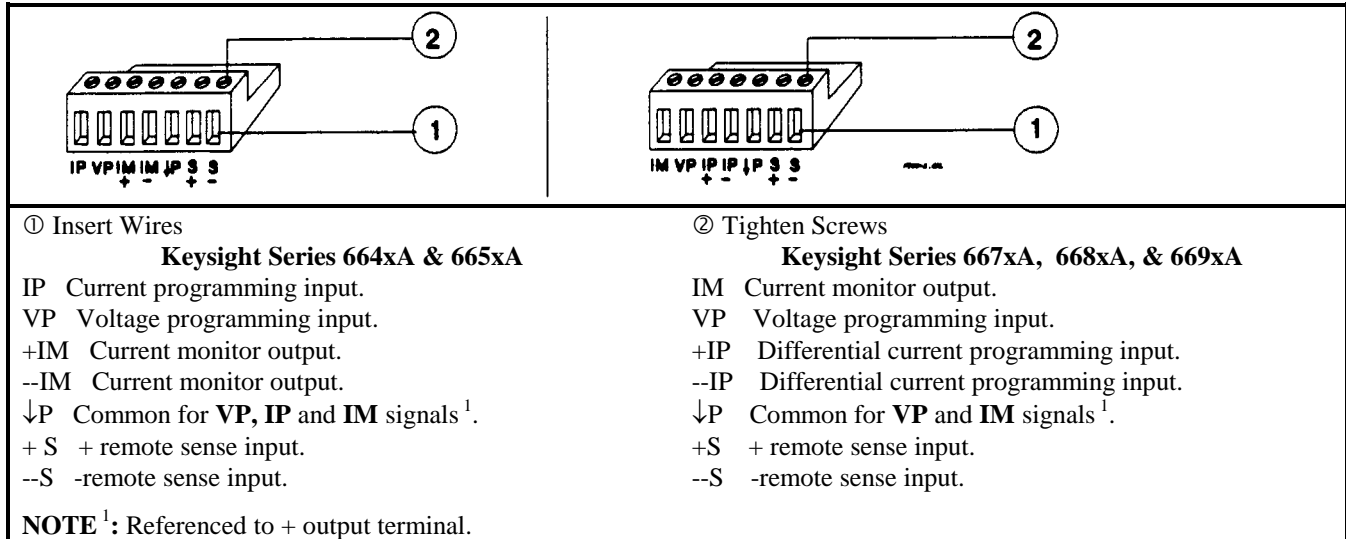 2
1
IP VP IM IM ↓P S S
+ - + -
2
1
IM VP IP IP ↓P S S
+ - + -
① Insert Wires
Keysight Series 664xA & 665xA
IP Current programming input.
VP Voltage programming input.
+IM Current monitor output.
--IM Current monitor output.
↓P Common for VP, IP and IM signals 1.
+ S + remote sense input.
--S -remote sense input.
NOTE 1: Referenced to + output terminal.
② Tighten Screws
Keysight Series 667xA, 668xA, & 669xA
IM Current monitor output.
VP Voltage programming input.
+IP Differential current programming input.
--IP Differential current programming input.
↓P Common for VP and IM signals 1.
+S + remote sense input.
--S -remote sense input.